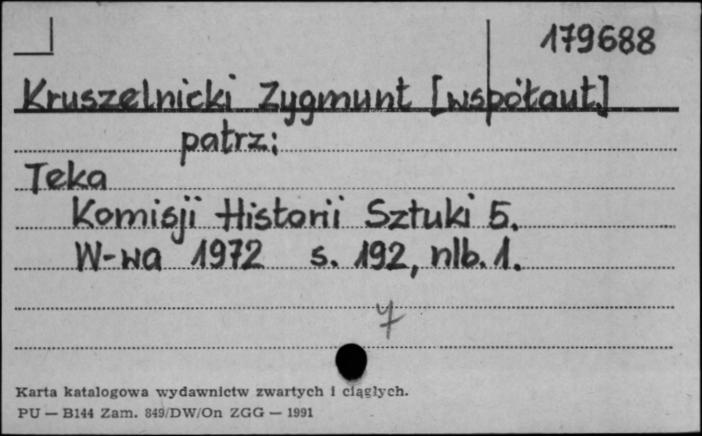 179688
Kruszelnicki Zygmunt [współaut.]
patrz:
Teka
Komisji Historii Sztuki 5.
W-wa 1972 s. 192, nlb. 1.
Karta katalogowa wydawnictw zwartych i ciągłych.
PU — B144 Zam. 849/DW/On ZGG — 1991